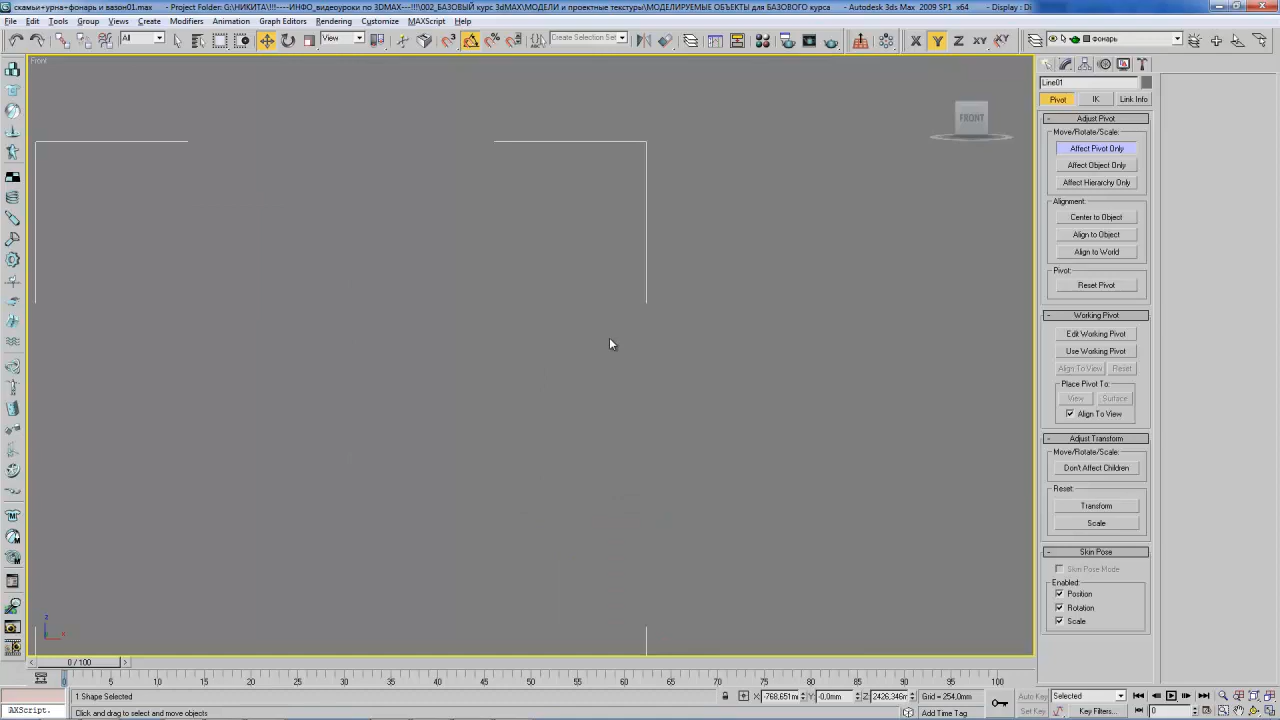 скамьи+урна+фонарь и вазон01.max - Project Folder: G:\НИКИТА\!!!----ИНФО_видеоуроки по 3DMAX---!!!\002_БАЗОВЫЙ курс 3dMAX\МОДЕЛИ и проектные текстуры\МОДЕЛИРУЕМЫЕ ОБЪЕКТЫ для БАЗОВОГО курса - Autodesk 3ds Max 2009 SP1 x64 - Display : Di
File Edit Tools Group Views Create Modifiers Animation Graph Editors Rendering Customize MAXScript Help
All View Create Selection Set X Y Z XY XY Фонарь
Front
FRONT
Line01
Pivot IK Link Info
- Adjust Pivot
Move/Rotate/Scale:
Affect Pivot Only
Affect Object Only
Affect Hierarchy Only
Alignment:
Center to Object
Align to Object
Align to World
Pivot:
Reset Pivot
- Working Pivot
Edit Working Pivot
Use Working Pivot
Align To View Reset
Place Pivot To:
View Surface
Align To View
- Adjust Transform
Move/Rotate/Scale:
Don't Affect Children
Reset:
Transform
Scale
- Skin Pose
Skin Pose Mode
Enabled:
Position
Rotation
Scale
z
x
< 0 / 100 >
0 5 10 15 20 25 30 35 40 45 50 55 60 65 70 75 80 85 90 95 100
1 Shape Selected X: -768,651m Y: -0,0mm Z: 2426,346m Grid = 254,0mm Auto Key Selected
AXScript. Click and drag to select and move objects Add Time Tag Set Key Key Filters... 0